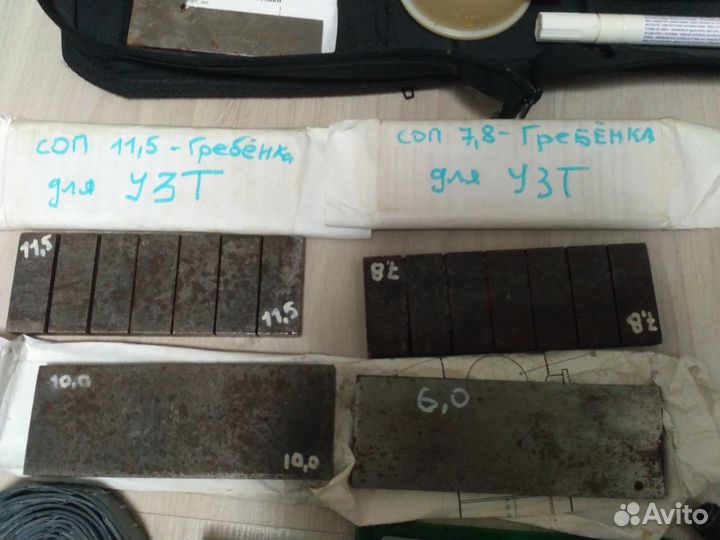 СОП 11,5 - Гребёнка
для УЗТ
СОП 7,8 - ГРЕБЁНКА
для УЗТ
11,5
11,5
7,8
7,8
10,0
10,0
6,0
Avito